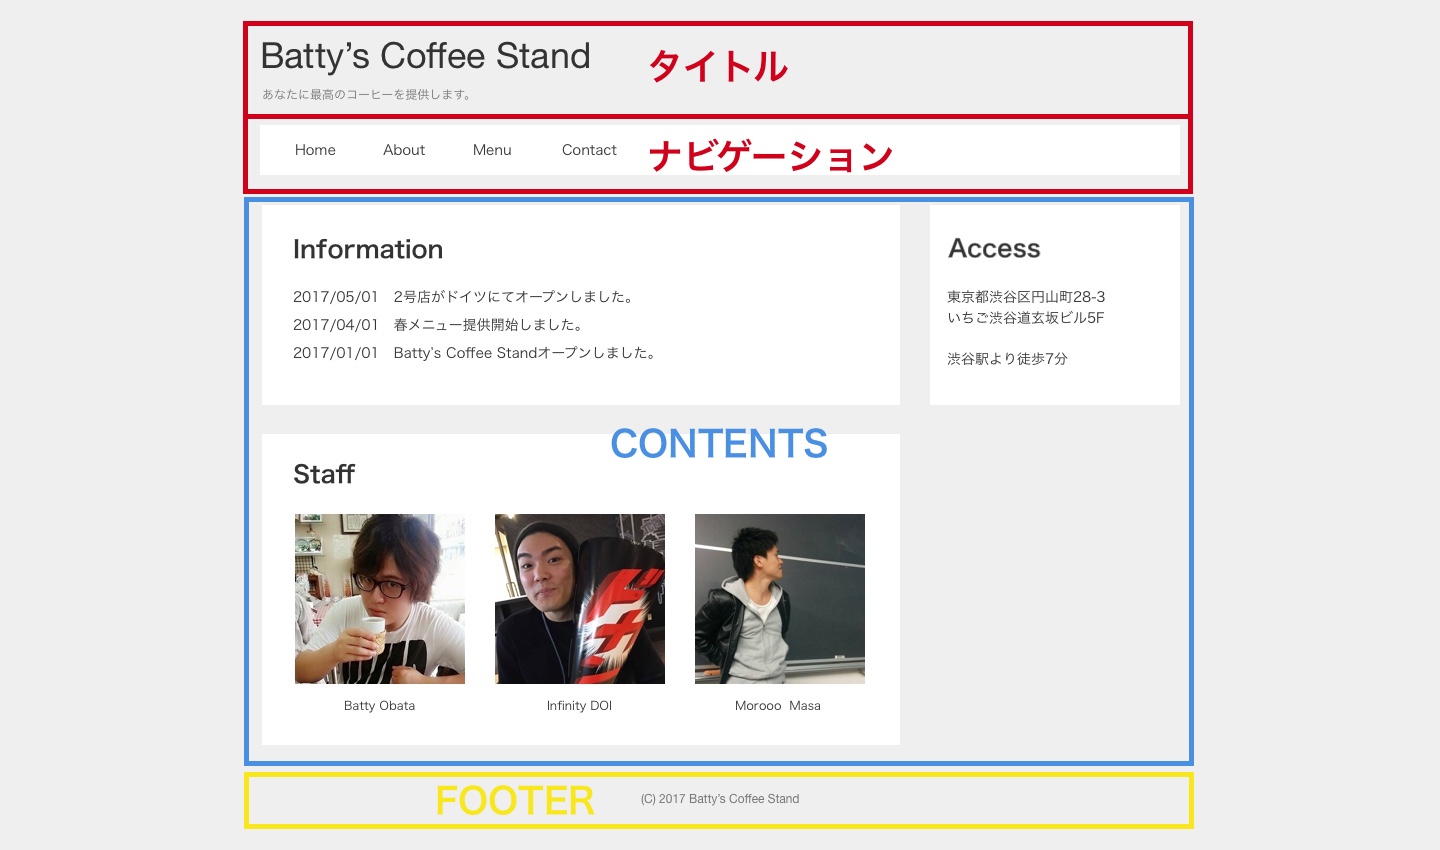 Batty’s Coffee Stand
タイトル
あなたに最高のコーヒーを提供します。
Home About Menu Contact
ナビゲーション
Information
2017/05/01 2号店がドイツにてオープンしました。
2017/04/01 春メニュー提供開始しました。
2017/01/01 Batty's Coffee Standオープンしました。
Access
東京都渋谷区円山町28-3
いちご渋谷道玄坂ビル5F
渋谷駅より徒歩7分
CONTENTS
Staff
Batty Obata
Infinity DOI
Morooo Masa
FOOTER
(C) 2017 Batty’s Coffee Stand